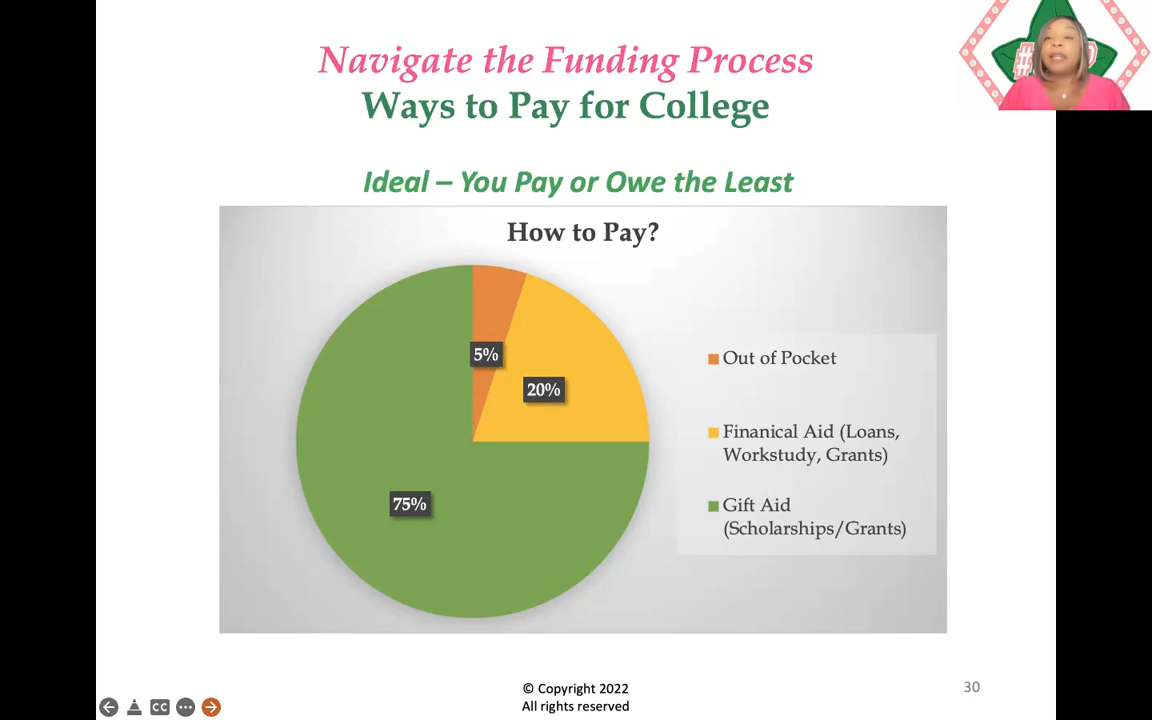 Navigate the Funding Process
Ways to Pay for College
Ideal – You Pay or Owe the Least
How to Pay?
5%
20%
75%
Out of Pocket
Finanical Aid (Loans,
Workstudy, Grants)
Gift Aid
(Scholarships/Grants)
© Copyright 2022
All rights reserved
30
CC